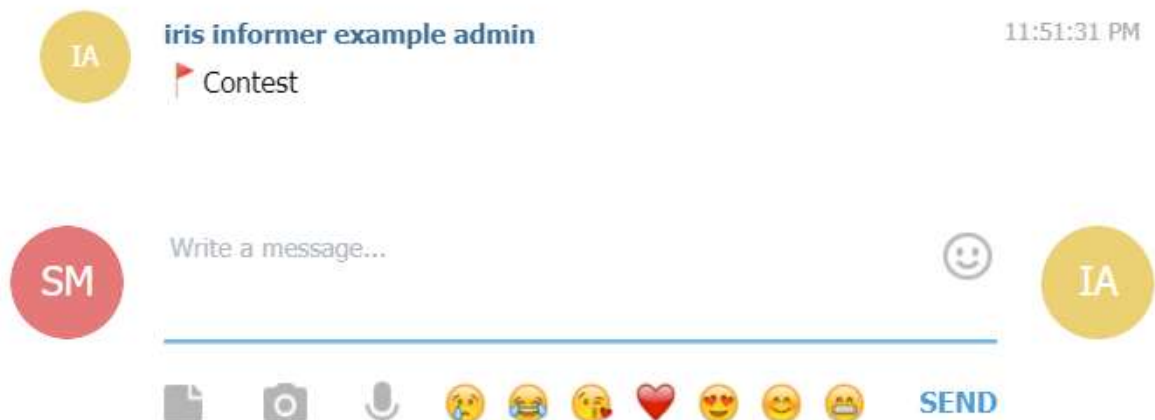 IA
iris informer example admin
11:51:31 PM
🚩 Contest
SM
Write a message...
IA
SEND